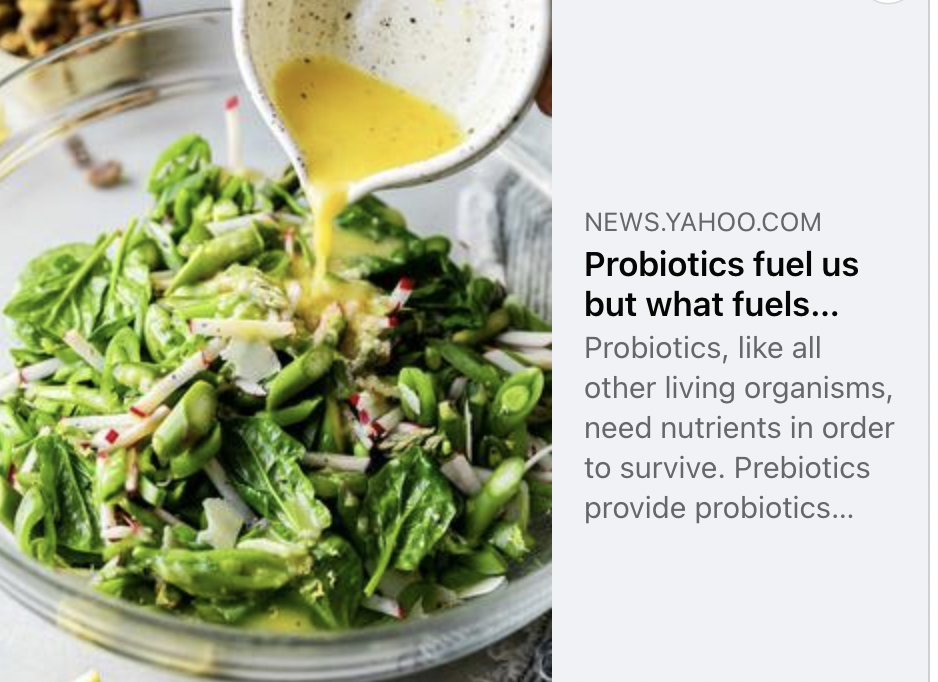 NEWS.YAHOO.COM
Probiotics fuel us
but what fuels...
Probiotics, like all
other living organisms,
need nutrients in order
to survive. Prebiotics
provide probiotics...